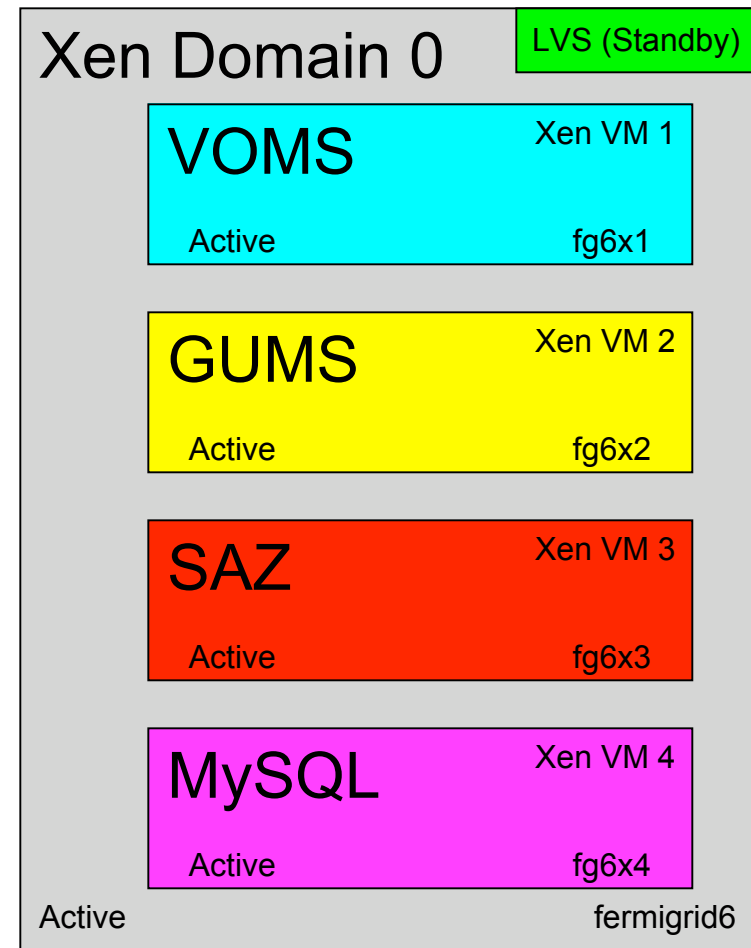 Xen Domain 0
LVS (Standby)
VOMS
Xen VM 1
Active
fg6x1
GUMS
Xen VM 2
Active
fg6x2
SAZ
Xen VM 3
Active
fg6x3
MySQL
Xen VM 4
Active
fg6x4
Active
fermigrid6